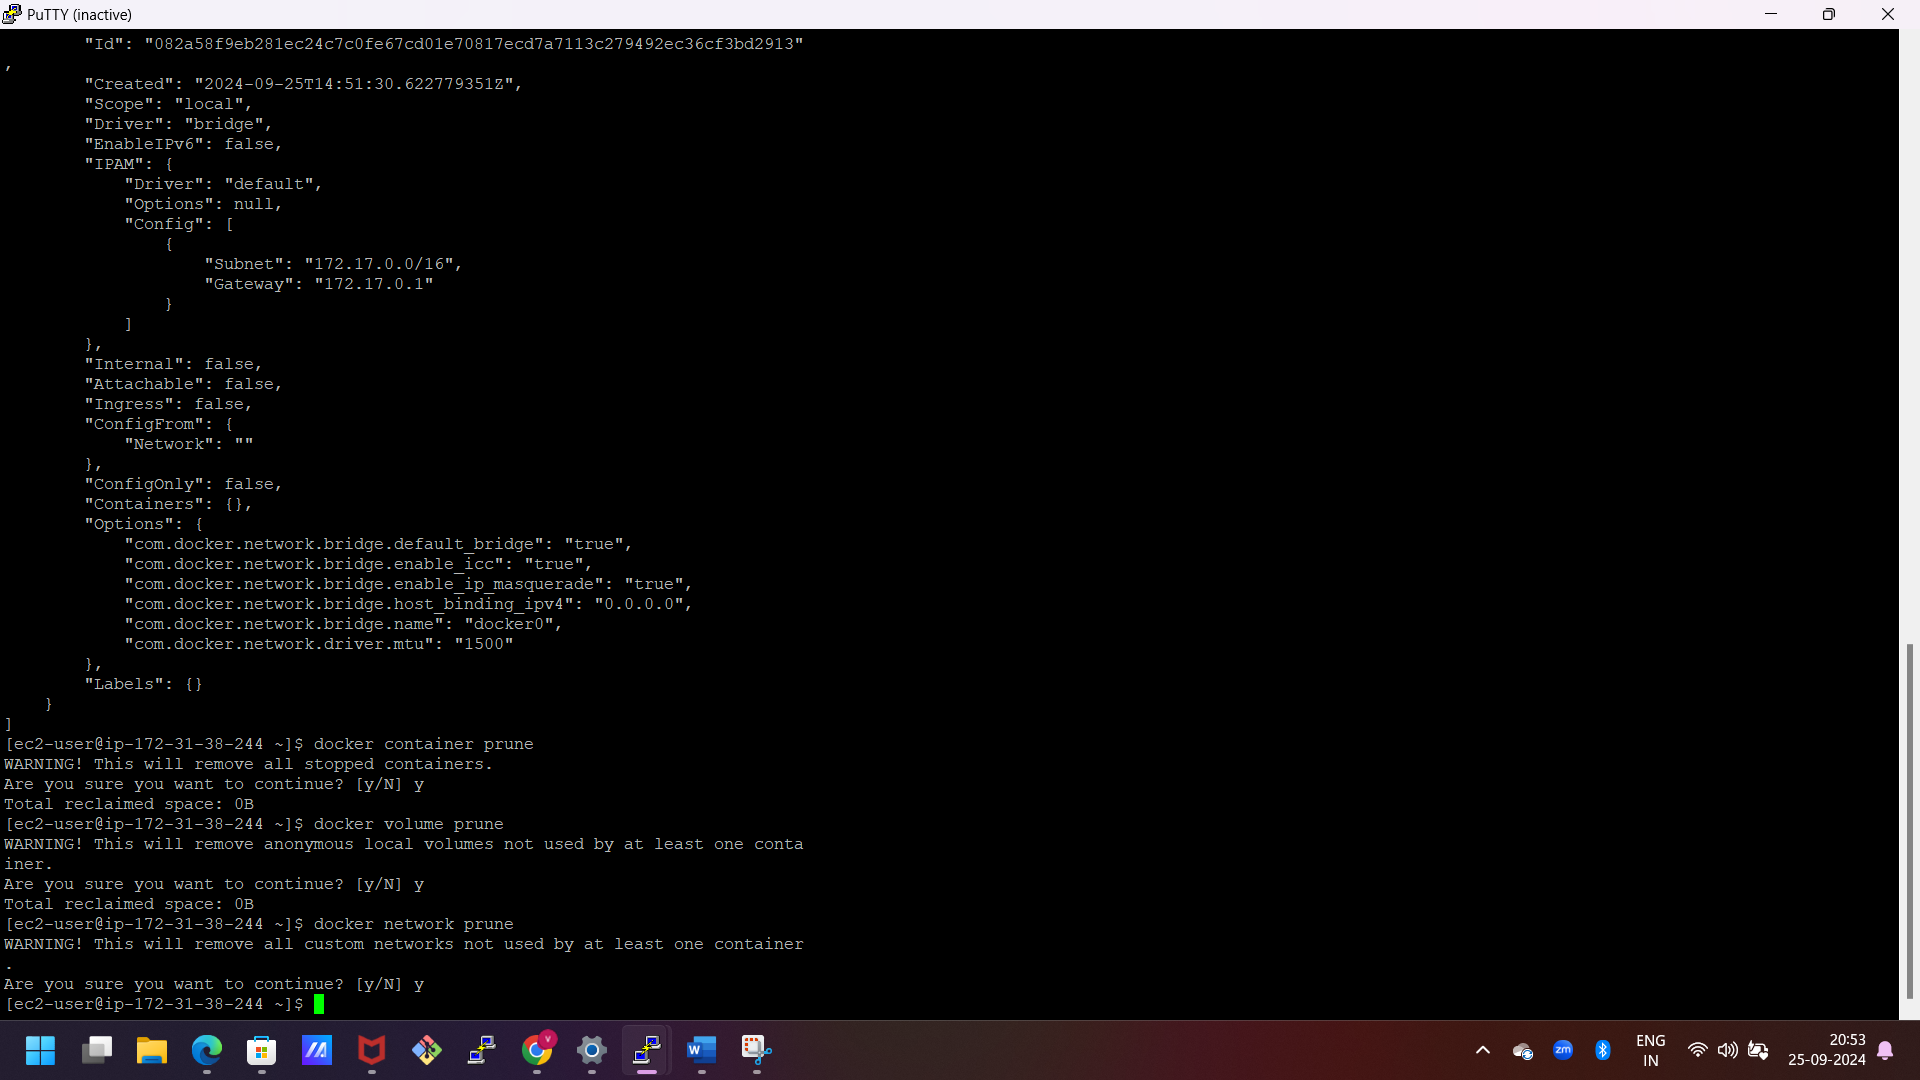 PuTTY (inactive)
        "Id": "082a58f9eb281ec24c7c0fe67cd01e70817ecd7a7113c279492ec36cf3bd2913"
,
        "Created": "2024-09-25T14:51:30.622779351Z",
        "Scope": "local",
        "Driver": "bridge",
        "EnableIPv6": false,
        "IPAM": {
            "Driver": "default",
            "Options": null,
            "Config": [
                {
                    "Subnet": "172.17.0.0/16",
                    "Gateway": "172.17.0.1"
                }
            ]
        },
        "Internal": false,
        "Attachable": false,
        "Ingress": false,
        "ConfigFrom": {
            "Network": ""
        },
        "ConfigOnly": false,
        "Containers": {},
        "Options": {
            "com.docker.network.bridge.default_bridge": "true",
            "com.docker.network.bridge.enable_icc": "true",
            "com.docker.network.bridge.enable_ip_masquerade": "true",
            "com.docker.network.bridge.host_binding_ipv4": "0.0.0.0",
            "com.docker.network.bridge.name": "docker0",
            "com.docker.network.driver.mtu": "1500"
        },
        "Labels": {}
    }
]
[ec2-user@ip-172-31-38-244 ~]$ docker container prune
WARNING! This will remove all stopped containers.
Are you sure you want to continue? [y/N] y
Total reclaimed space: 0B
[ec2-user@ip-172-31-38-244 ~]$ docker volume prune
WARNING! This will remove anonymous local volumes not used by at least one conta
iner.
Are you sure you want to continue? [y/N] y
Total reclaimed space: 0B
[ec2-user@ip-172-31-38-244 ~]$ docker network prune
WARNING! This will remove all custom networks not used by at least one container
.
Are you sure you want to continue? [y/N] y
[ec2-user@ip-172-31-38-244 ~]$
V
W
zm
ENG
IN
20:53
25-09-2024